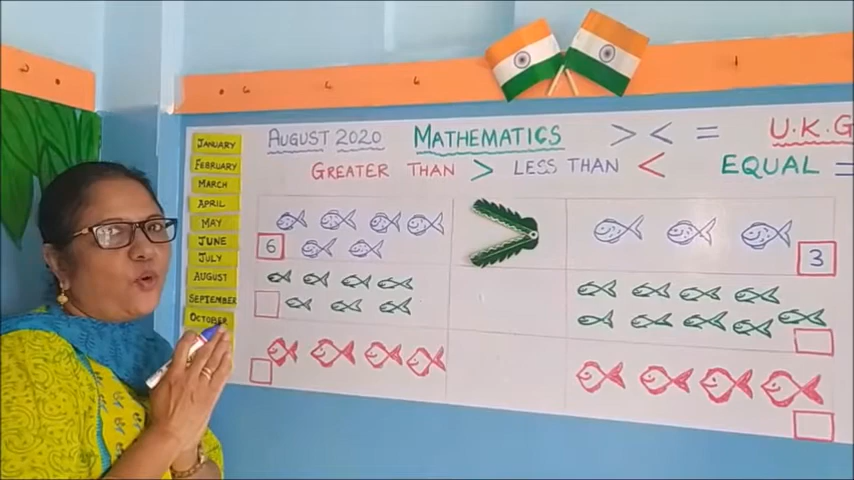 AUGUST 2020 MATHEMATICS > < = U.K.G
GREATER THAN > LESS THAN < EQUAL =
JANUARY
FEBRUARY
MARCH
APRIL
MAY
JUNE
JULY
AUGUST
SEPTEMBER
OCTOBER
6
3